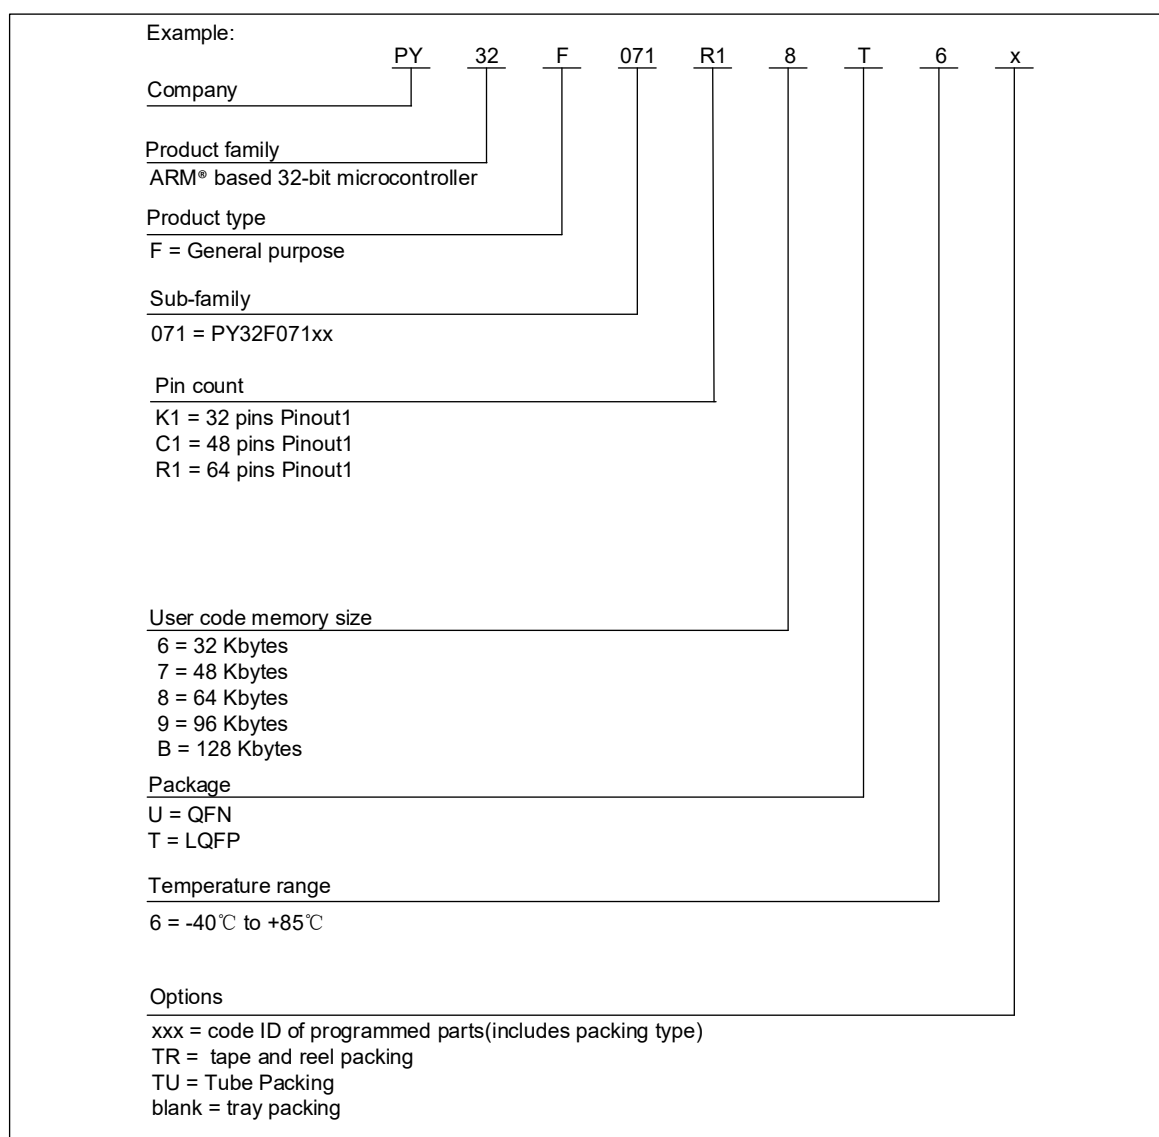 Example:
PY 32 F 071 R1 8 T 6 x
Company
Product family
ARM® based 32-bit microcontroller
Product type
F = General purpose
Sub-family
071 = PY32F071xx
Pin count
K1 = 32 pins Pinout1
C1 = 48 pins Pinout1
R1 = 64 pins Pinout1
User code memory size
6 = 32 Kbytes
7 = 48 Kbytes
8 = 64 Kbytes
9 = 96 Kbytes
B = 128 Kbytes
Package
U = QFN
T = LQFP
Temperature range
6 = -40℃ to +85℃
Options
xxx = code ID of programmed parts(includes packing type)
TR = tape and reel packing
TU = Tube Packing
blank = tray packing